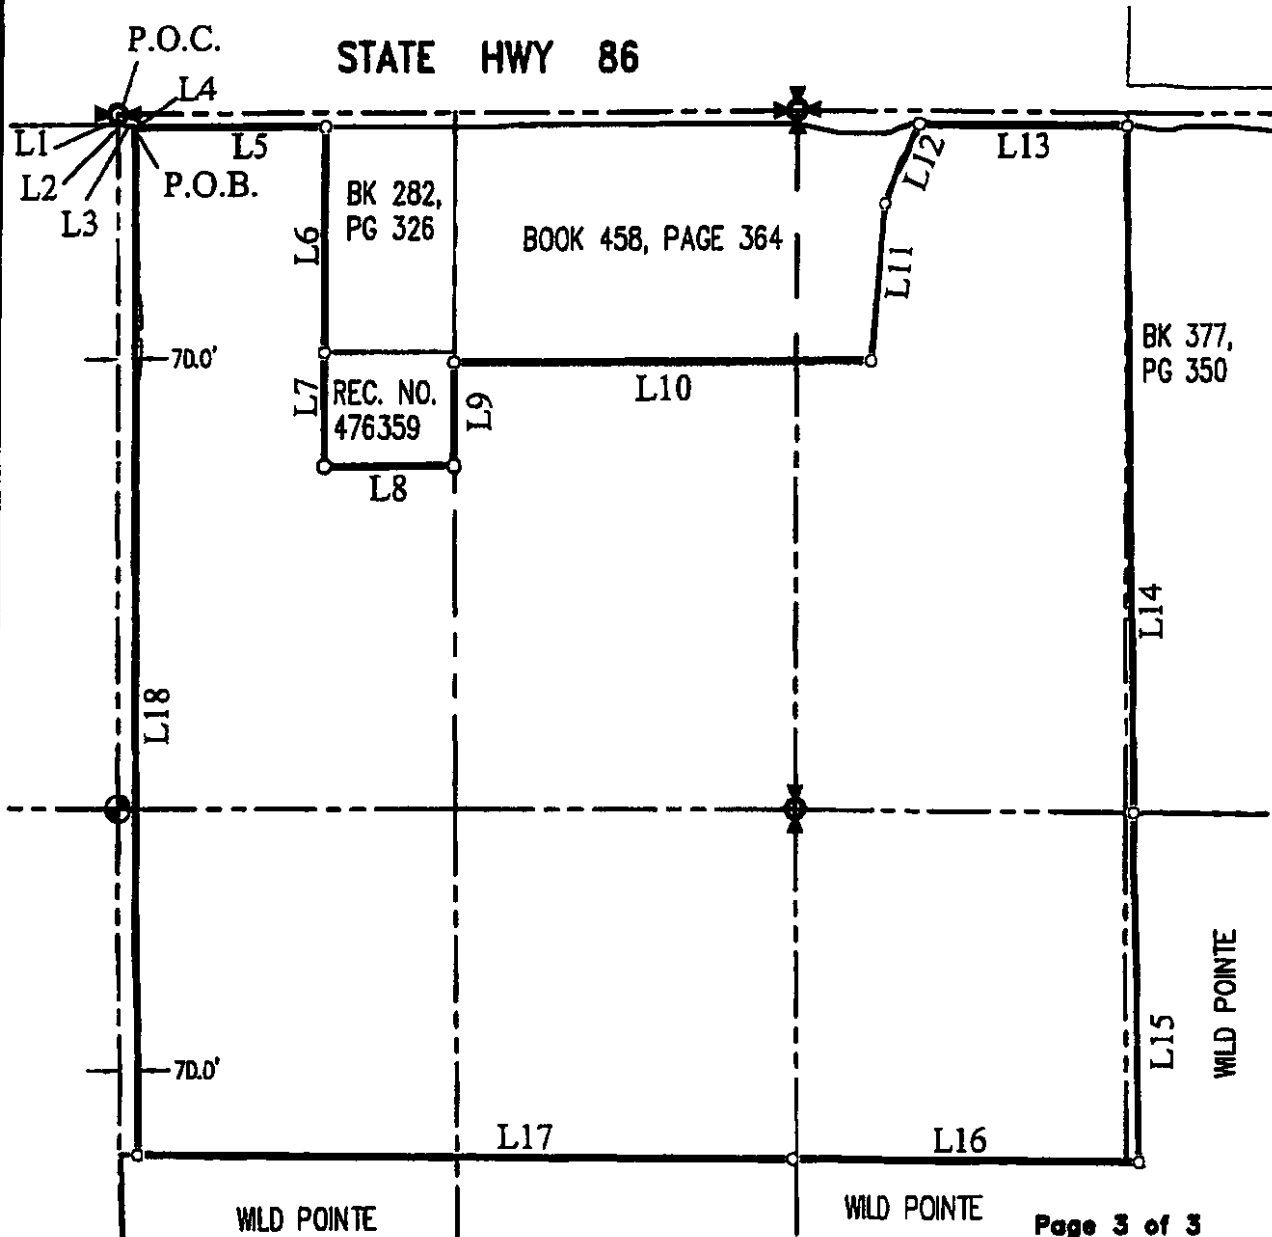 P.O.C.
STATE HWY 86
L4
L1
L5
L2
P.O.B.
L3
L12
L13
BK 282,
PG 326
L6
BOOK 458, PAGE 364
L11
70.0'
BK 377,
PG 350
L7
REC. NO.
476359
L9
L10
L8
L14
L18
WILD POINTE
L15
70.0'
L17
L16
WILD POINTE
WILD POINTE
Page 3 of 3